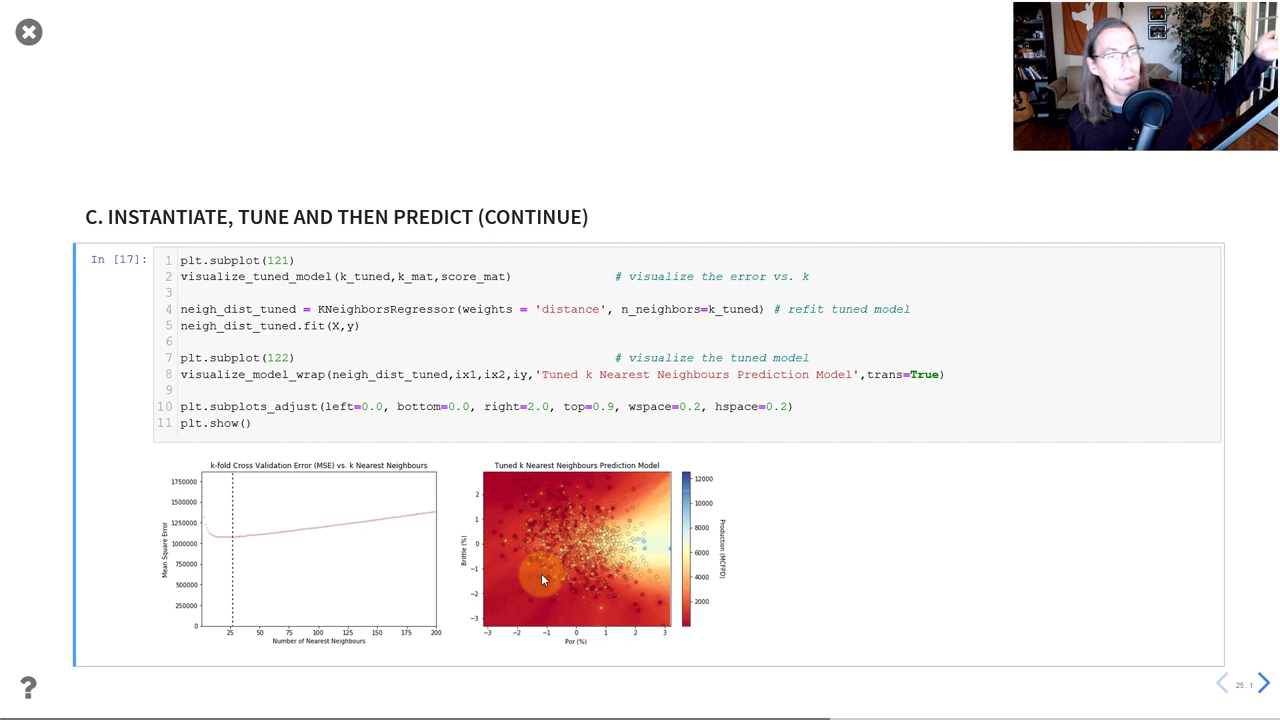 C. INSTANTIATE, TUNE AND THEN PREDICT (CONTINUE)
In [17]:
1 plt.subplot(121)
2 visualize_tuned_model(k_tuned,k_mat,score_mat) # visualize the error vs. k
3
4 neigh_dist_tuned = KNeighborsRegressor(weights = 'distance', n_neighbors=k_tuned) # refit tuned model
5 neigh_dist_tuned.fit(X,y)
6
7 plt.subplot(122) # visualize the tuned model
8 visualize_model_wrap(neigh_dist_tuned,ix1,ix2,iy,'Tuned k Nearest Neighbours Prediction Model',trans=True)
9
10 plt.subplots_adjust(left=0.0, bottom=0.0, right=2.0, top=0.9, wspace=0.2, hspace=0.2)
11 plt.show()
k-fold Cross Validation Error (MSE) vs. k Nearest Neighbours
Mean Square Error
1750000
1500000
1250000
1000000
750000
500000
250000
0
25 50 75 100 125 150 175 200
Number of Nearest Neighbours
Tuned k Nearest Neighbours Prediction Model
Brittle (%)
2
1
0
−1
−2
−3
−3 −2 −1 0 1 2 3
Por (%)
12000
10000
8000
6000
4000
2000
Production (MCFPD)
?
25.1